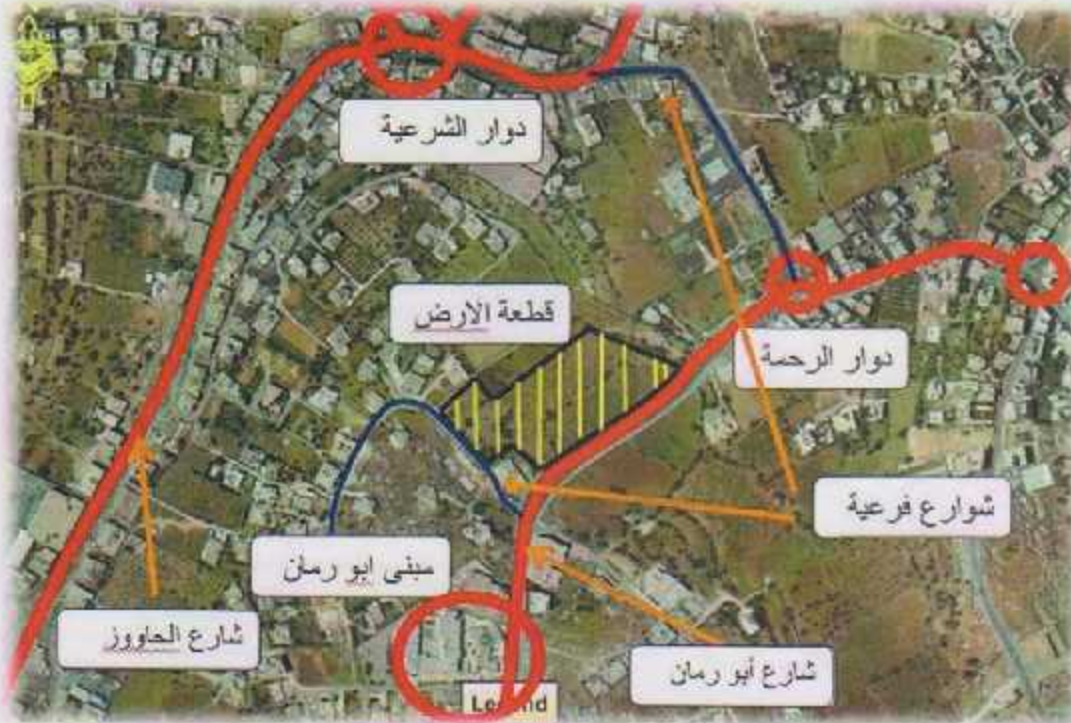 دوار الشرعية
قطعة الارض
دوار الرحمة
شوارع فرعية
مبنى ابو رمان
شارع الحاووز
شارع أبو رمان
Legend